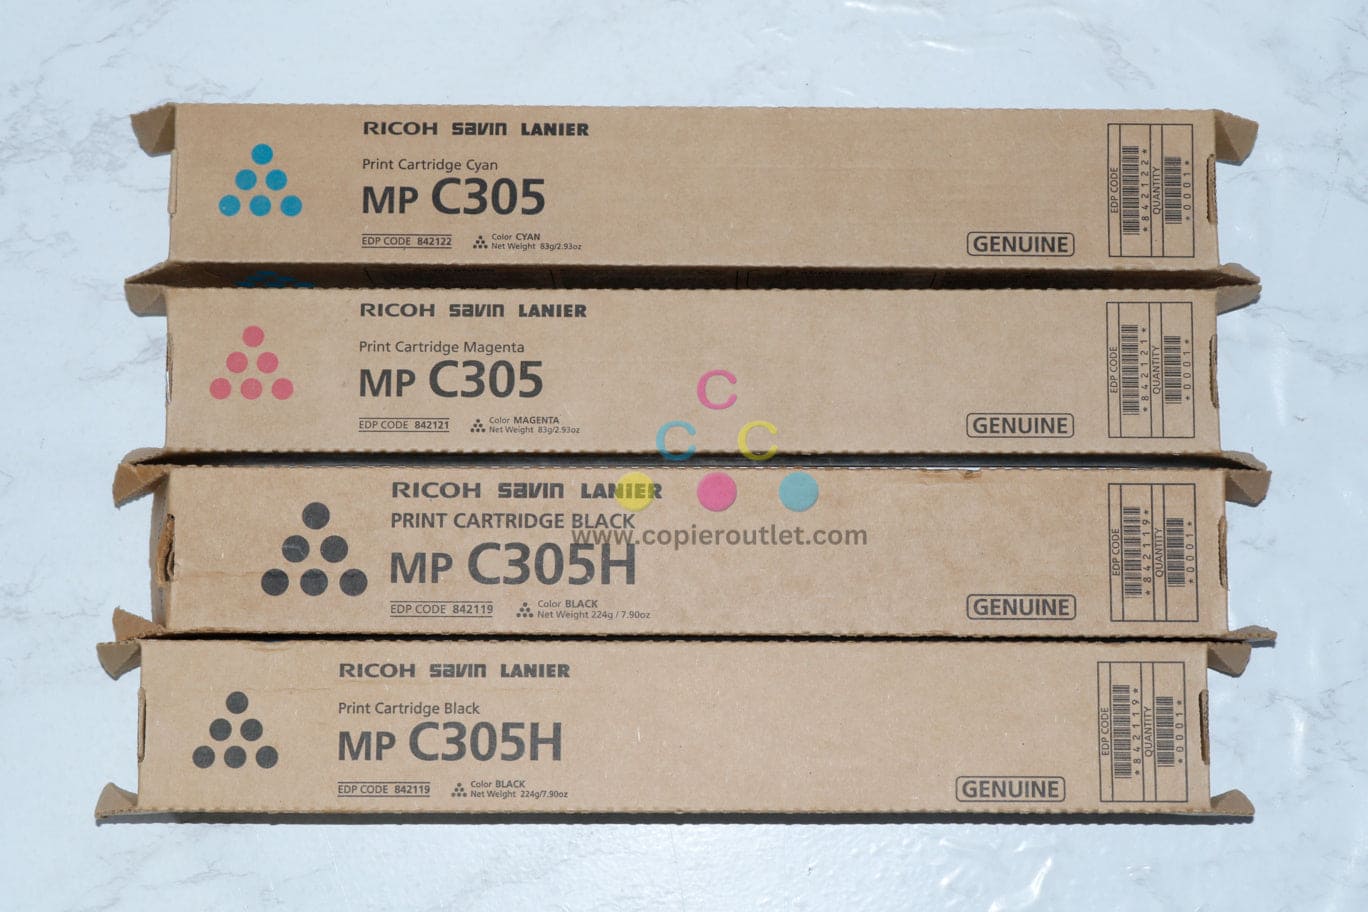 RICOH Savin LANIER
Print Cartridge Cyan
MP C305
EDP CODE 842122
Color CYAN
Net Weight 83g/2.93oz
GENUINE
EDP CODE
*842122*
QUANTITY
*0001*
RICOH Savin LANIER
Print Cartridge Magenta
MP C305
EDP CODE 842121
Color MAGENTA
Net Weight 83g/2.93oz
GENUINE
EDP CODE
*842121*
QUANTITY
*0001*
C
C C
www.copieroutlet.com
RICOH Savin LANIER
PRINT CARTRIDGE BLACK
MP C305H
EDP CODE 842119
Color BLACK
Net Weight 224g / 7.90oz
GENUINE
EDP CODE
*842119*
QUANTITY
*0001*
RICOH Savin LANIER
Print Cartridge Black
MP C305H
EDP CODE 842119
Color BLACK
Net Weight 224g/7.90oz
GENUINE
EDP CODE
*842119*
QUANTITY
*0001*